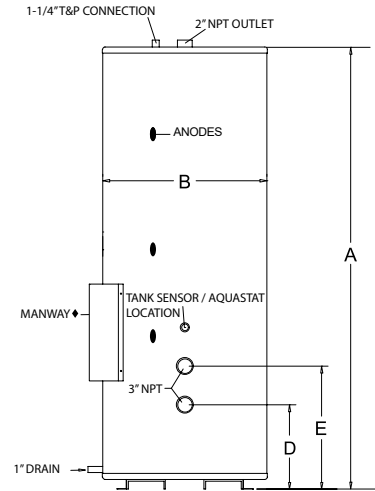 1-1/4" T&P CONNECTION
2" NPT OUTLET
ANODES
B
A
TANK SENSOR / AQUASTAT
LOCATION
MANWAY♦
3" NPT
E
D
1" DRAIN